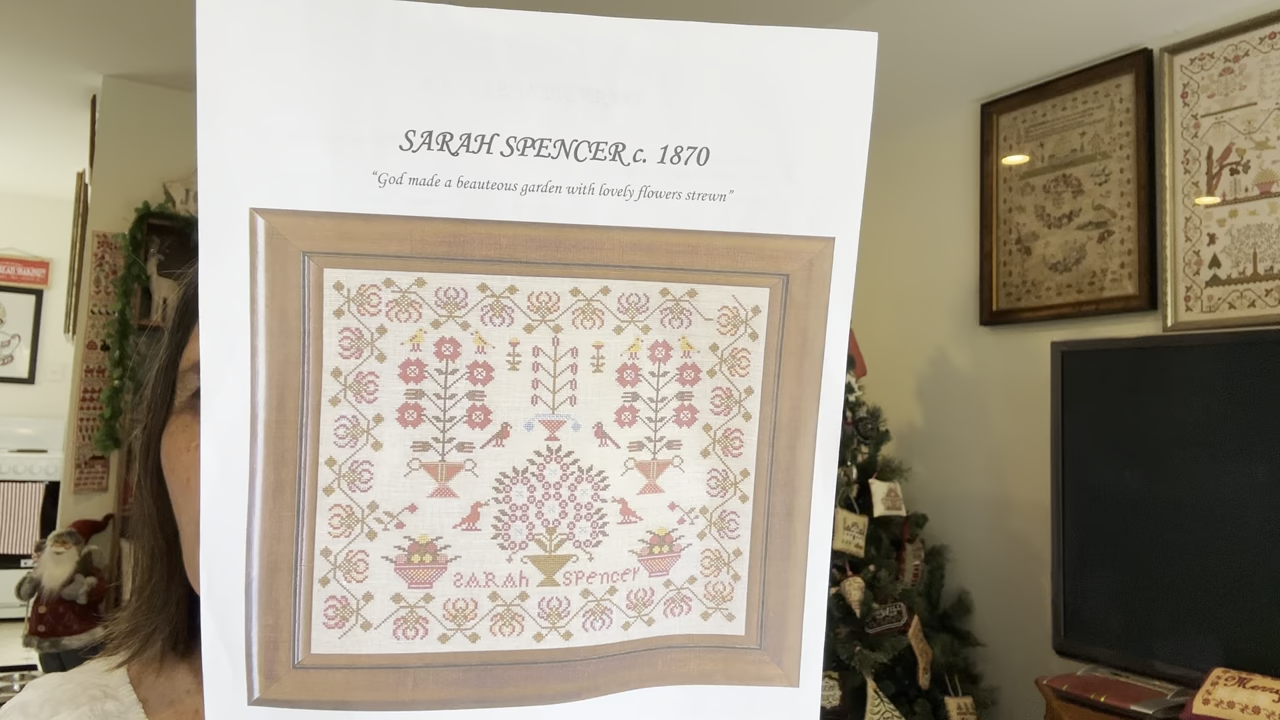 SARAH SPENCER c. 1870
“God made a beauteous garden with lovely flowers strewn”
SARAh Spencer